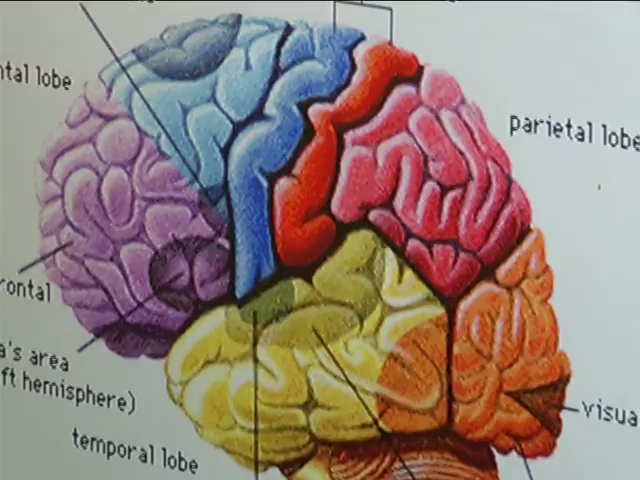 ntal lobe
parietal lobe
rontal
a's area
ft hemisphere)
visua
temporal lobe